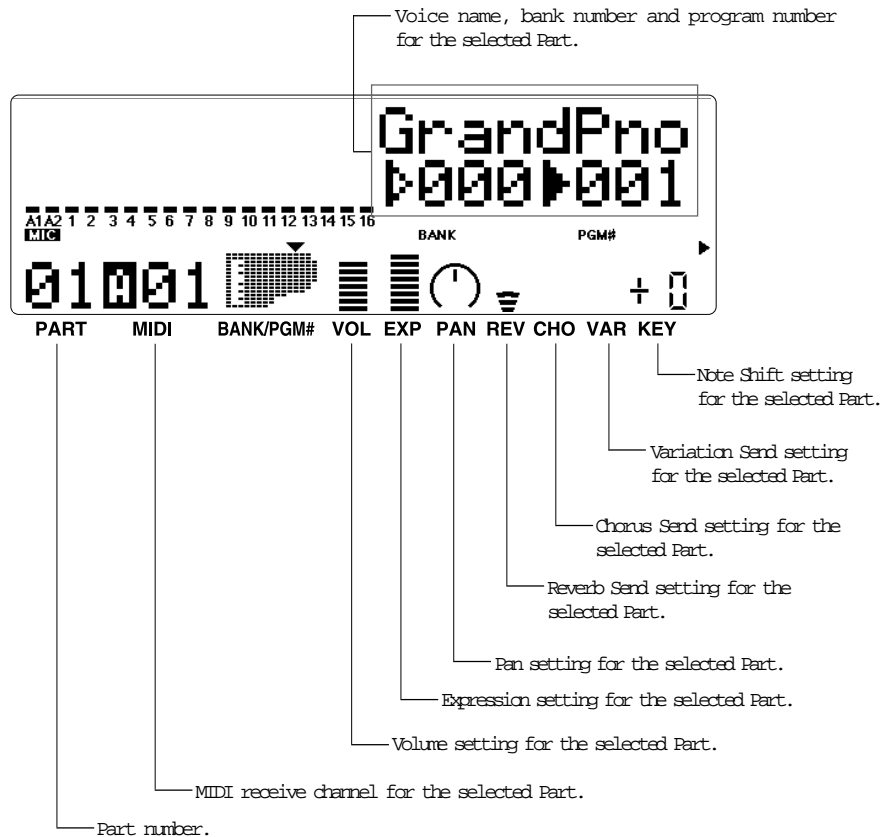 Voice name, bank number and program number
for the selected Part.
GrandPno
000 001
A1 A2 1 2 3 4 5 6 7 8 9 10 11 12 13 14 15 16
MIC
BANK PGM#
01 A01 + 0
PART MIDI BANK/PGM# VOL EXP PAN REV CHO VAR KEY
Note Shift setting
for the selected Part.
Variation Send setting
for the selected Part.
Chorus Send setting for the
selected Part.
Reverb Send setting for the
selected Part.
Pan setting for the selected Part.
Expression setting for the selected Part.
Volume setting for the selected Part.
MIDI receive channel for the selected Part.
Part number.